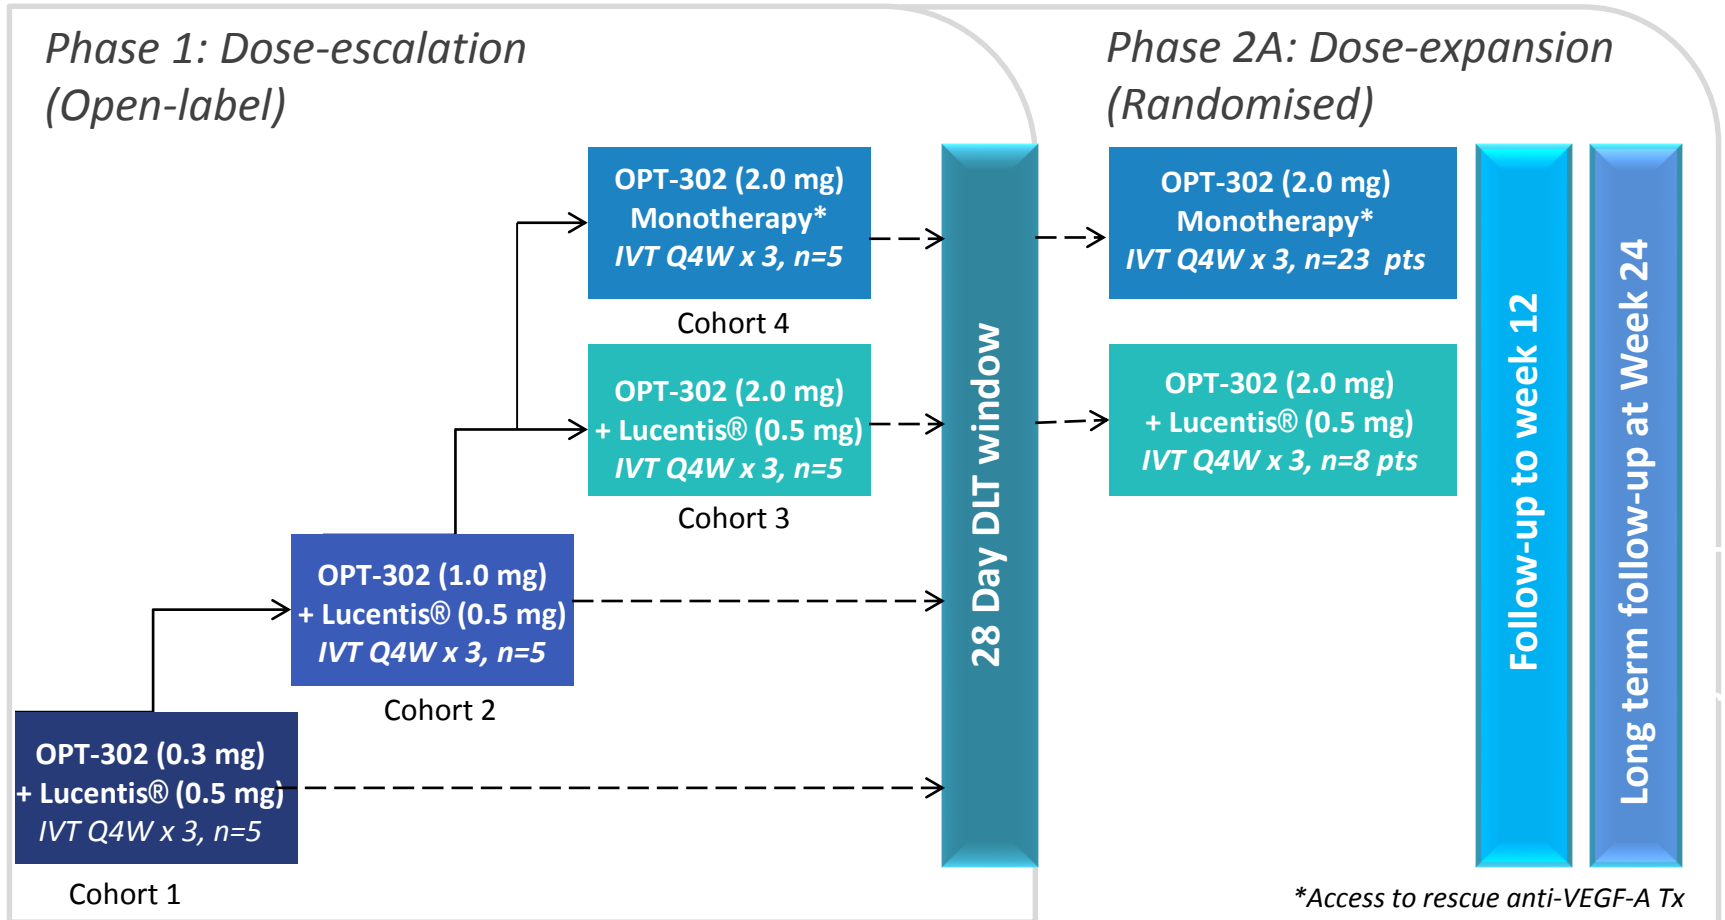 Phase 1: Dose-escalation
(Open-label)
Phase 2A: Dose-expansion
(Randomised)
OPT-302 (2.0 mg)
Monotherapy*
IVT Q4W x 3, n=5
Cohort 4
OPT-302 (2.0 mg)
+ Lucentis® (0.5 mg)
IVT Q4W x 3, n=5
Cohort 3
OPT-302 (1.0 mg)
+ Lucentis® (0.5 mg)
IVT Q4W x 3, n=5
Cohort 2
OPT-302 (0.3 mg)
+ Lucentis® (0.5 mg)
IVT Q4W x 3, n=5
Cohort 1
28 Day DLT window
OPT-302 (2.0 mg)
Monotherapy*
IVT Q4W x 3, n=23 pts
OPT-302 (2.0 mg)
+ Lucentis® (0.5 mg)
IVT Q4W x 3, n=8 pts
Follow-up to week 12
Long term follow-up at Week 24
*Access to rescue anti-VEGF-A Tx